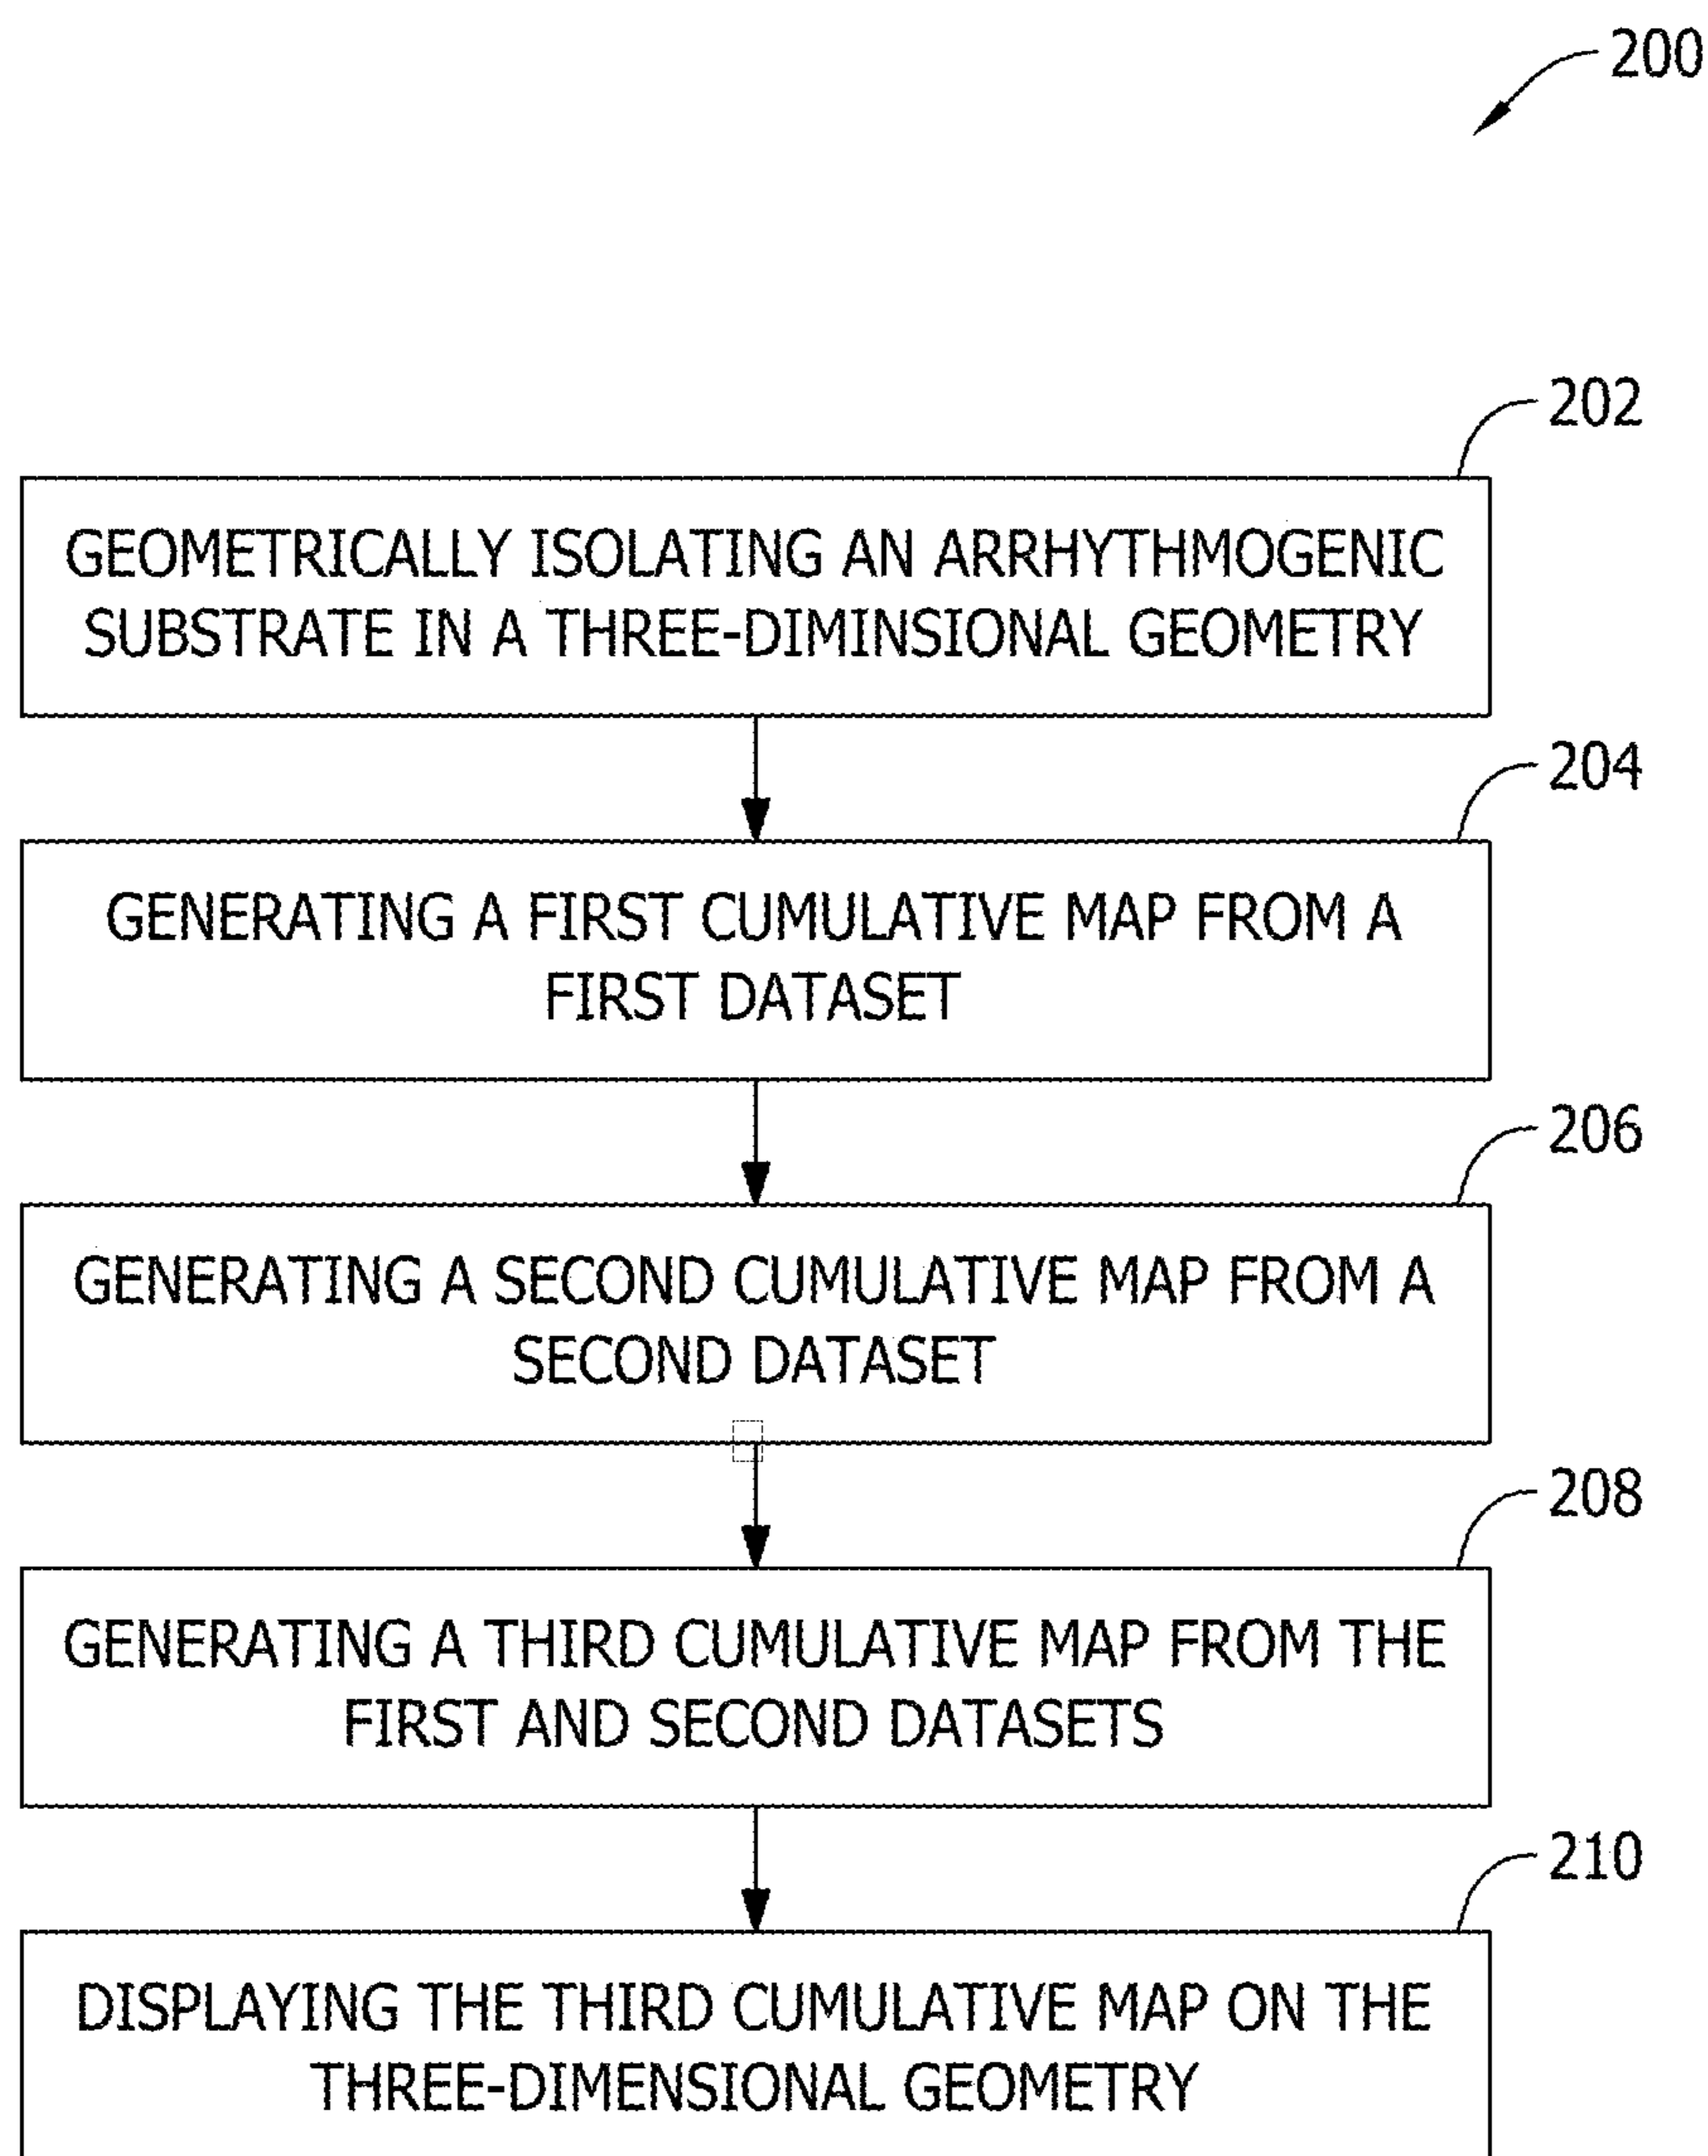 200
202
GEOMETRICALLY ISOLATING AN ARRHYTHMOGENIC
SUBSTRATE IN A THREE-DIMINSIONAL GEOMETRY
204
GENERATING A FIRST CUMULATIVE MAP FROM A
FIRST DATASET
206
GENERATING A SECOND CUMULATIVE MAP FROM A
SECOND DATASET
208
GENERATING A THIRD CUMULATIVE MAP FROM THE
FIRST AND SECOND DATASETS
210
DISPLAYING THE THIRD CUMULATIVE MAP ON THE
THREE-DIMENSIONAL GEOMETRY